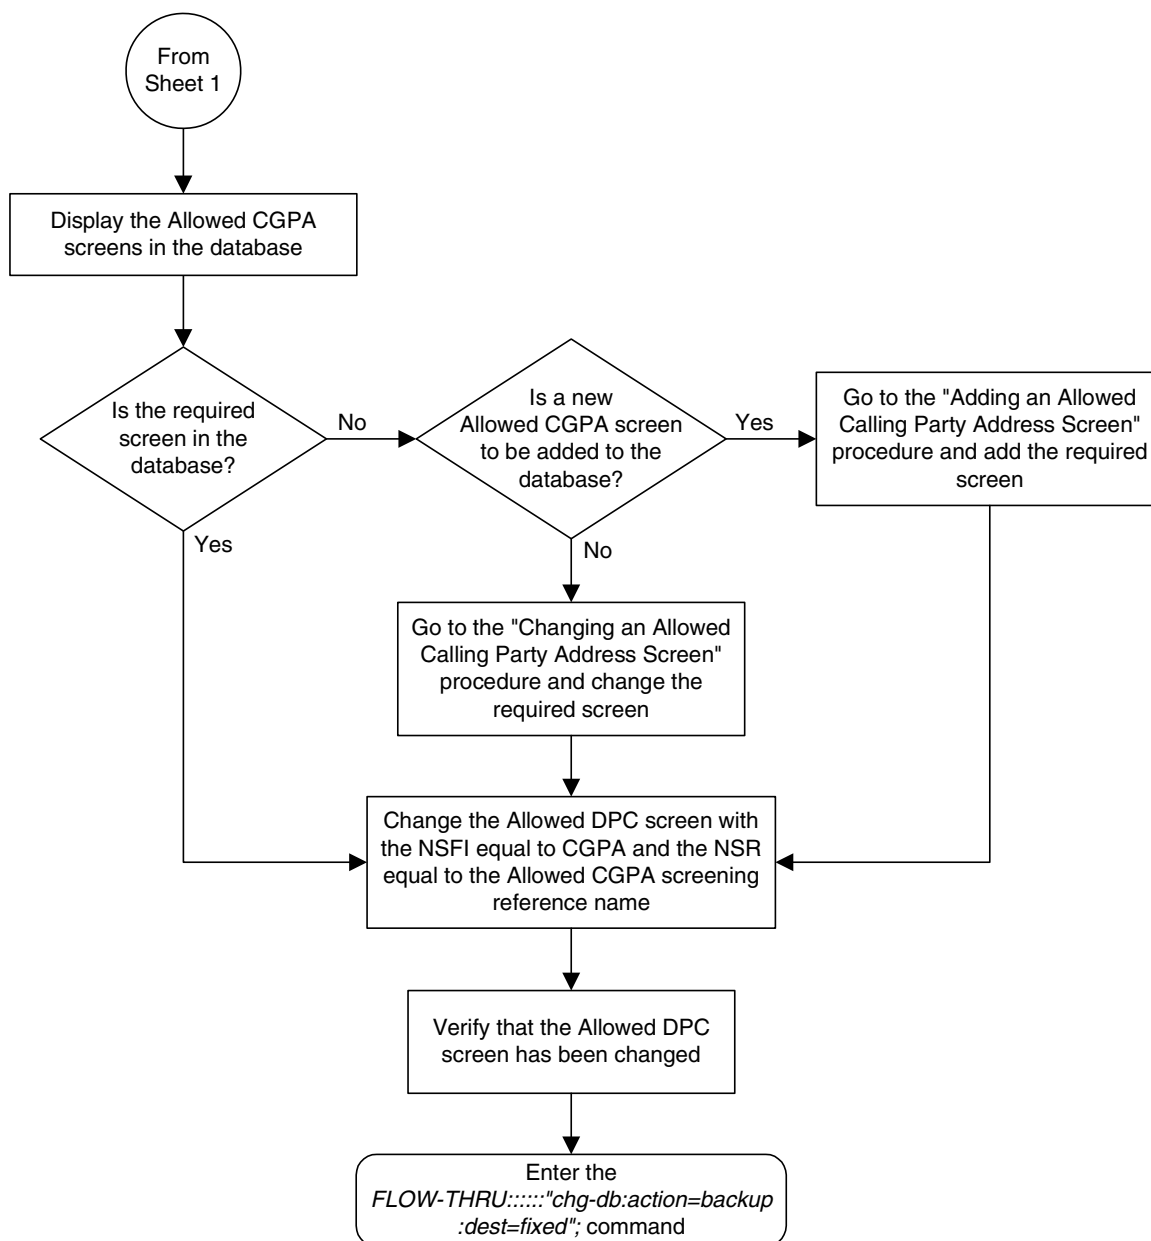 From
Sheet 1
Display the Allowed CGPA
screens in the database
Is the required
screen in the
database?
No
Yes
Is a new
Allowed CGPA screen
to be added to the
database?
Yes
No
Go to the "Adding an Allowed
Calling Party Address Screen"
procedure and add the required
screen
Go to the "Changing an Allowed
Calling Party Address Screen"
procedure and change the
required screen
Change the Allowed DPC screen with
the NSFI equal to CGPA and the NSR
equal to the Allowed CGPA screening
reference name
Verify that the Allowed DPC
screen has been changed
Enter the
FLOW-THRU::::::"chg-db:action=backup
:dest=fixed"; command